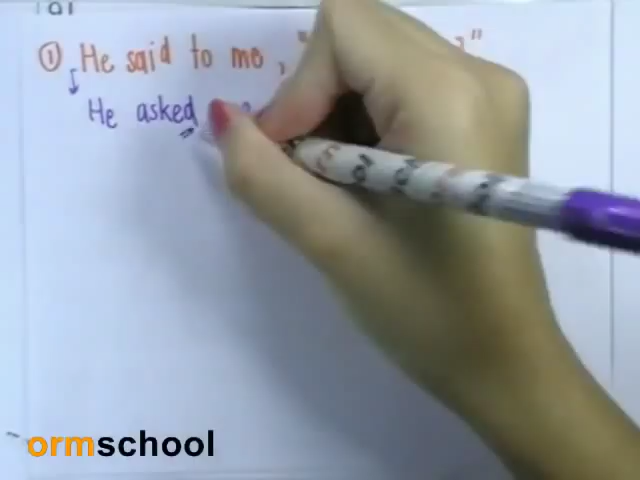 ① He said to me, " ?"
He asked
ormschool